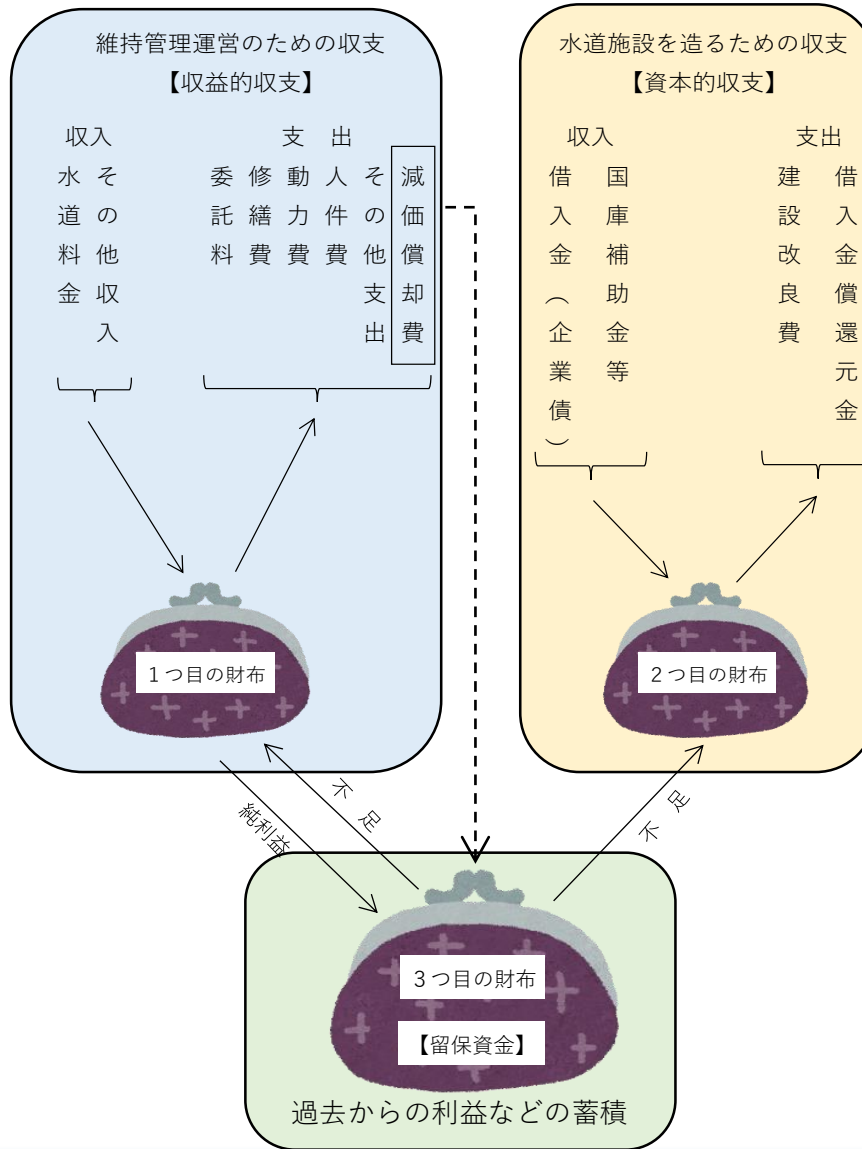 維持管理運営のための収支
【収益的収支】
収入
水道料金
その他収入
支出
委託料
修繕費
動力費
人件費
その他支出
減価償却費
1つ目の財布
水道施設を造るための収支
【資本的収支】
収入
借入金（企業債）
国庫補助金等
支出
建設改良費
借入金償還元金
2つ目の財布
純利益
不足
不足
3つ目の財布
【留保資金】
過去からの利益などの蓄積